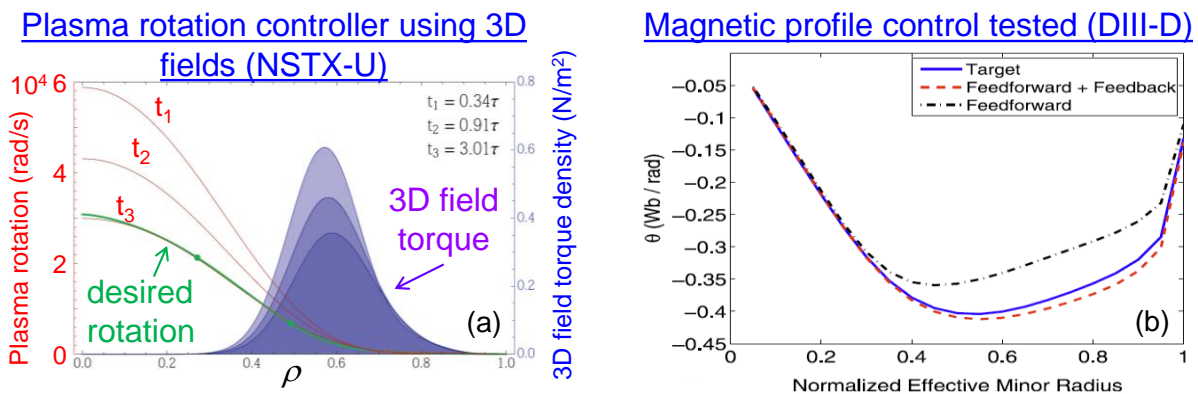 Plasma rotation controller using 3D
fields (NSTX-U)
10⁴ 6
4
2
0
Plasma rotation (rad/s)
t₁
t₂
t₃
desired
rotation
t₁ = 0.34τ
t₂ = 0.91τ
t₃ = 3.01τ
3D field
torque
(a)
0.8
0.6
0.4
0.2
0.0
3D field torque density (N/m²)
0.0 0.2 0.4 0.6 0.8 1.0
ρ
Magnetic profile control tested (DIII-D)
Target
Feedforward + Feedback
Feedforward
−0.05
−0.1
−0.15
−0.2
−0.25
−0.3
−0.35
−0.4
−0.45
θ (Wb / rad)
(b)
0 0.2 0.4 0.6 0.8 1
Normalized Effective Minor Radius